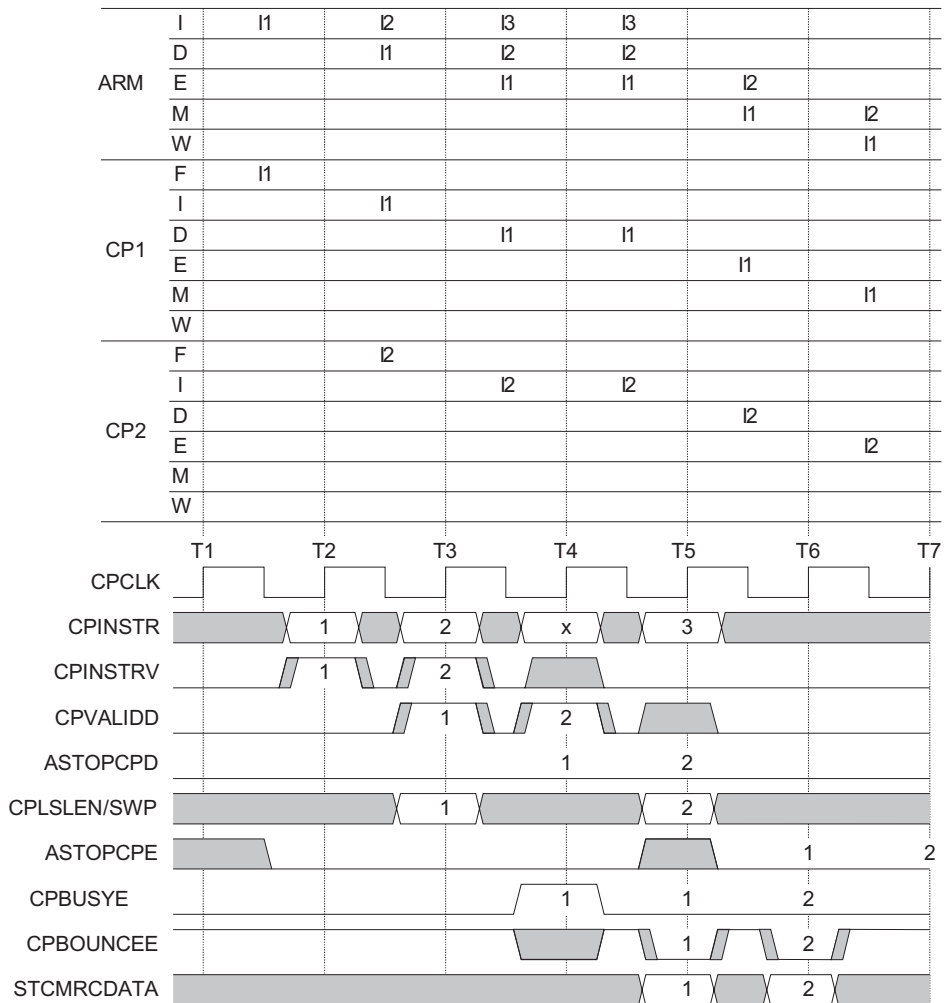 I I1 I2 I3 I3
D I1 I2 I2
ARM E I1 I1 I2
M I1 I2
W I1
F I1
I I1
CP1 D I1 I1
E I1
M I1
W
F I2
I I2 I2
CP2 D I2
E I2
M
W
T1 T2 T3 T4 T5 T6 T7
CPCLK
CPINSTR 1 2 x 3
CPINSTRV 1 2
CPVALIDD 1 2
ASTOPCPD 1 2
CPLSLEN/SWP 1 2
ASTOPCPE 1 2
CPBUSYE 1 1 2
CPBOUNCEE 1 2
STCMRCDATA 1 2